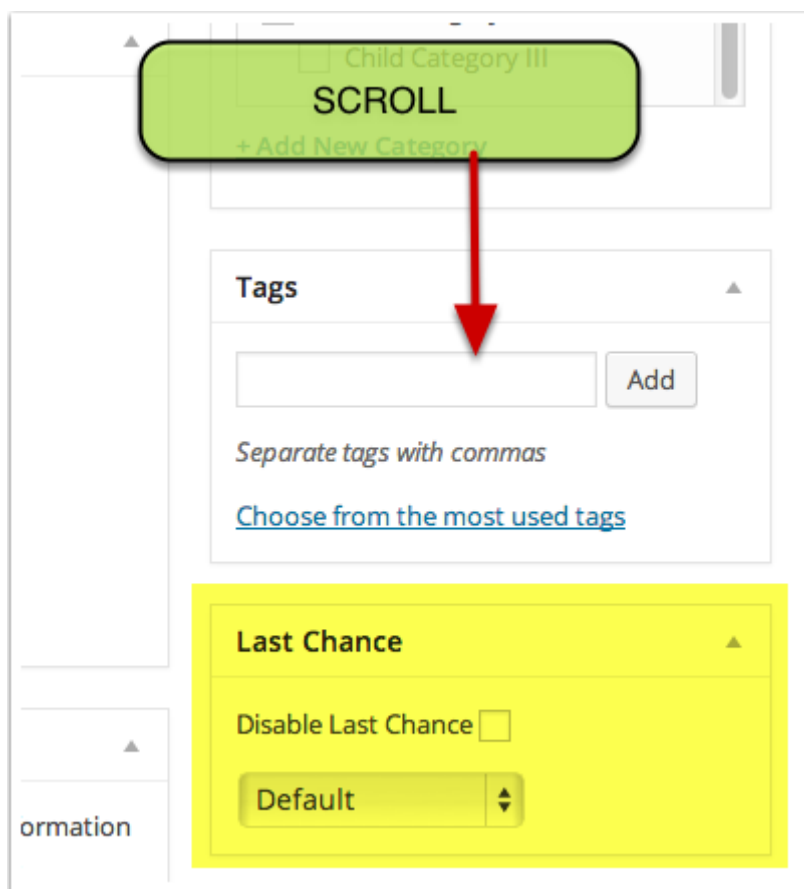 Child Category III
SCROLL
+ Add New Category
Tags
Add
Separate tags with commas
Choose from the most used tags
Last Chance
Disable Last Chance
Default
ormation